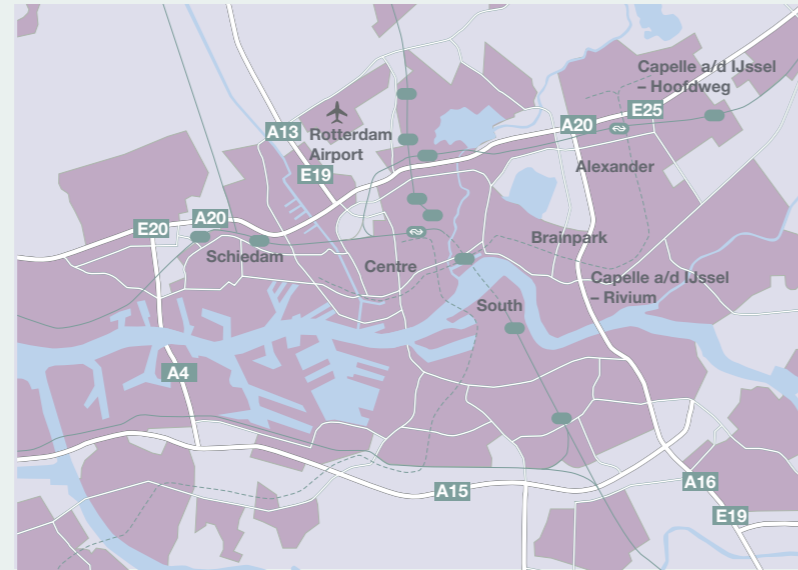 Capelle a/d IJssel
– Hoofdweg
E25
A20
A13
Rotterdam
Airport
Alexander
E19
A20
E20
Brainpark
Schiedam
Centre
Capelle a/d IJssel
– Rivium
South
A4
A16
A15
E19